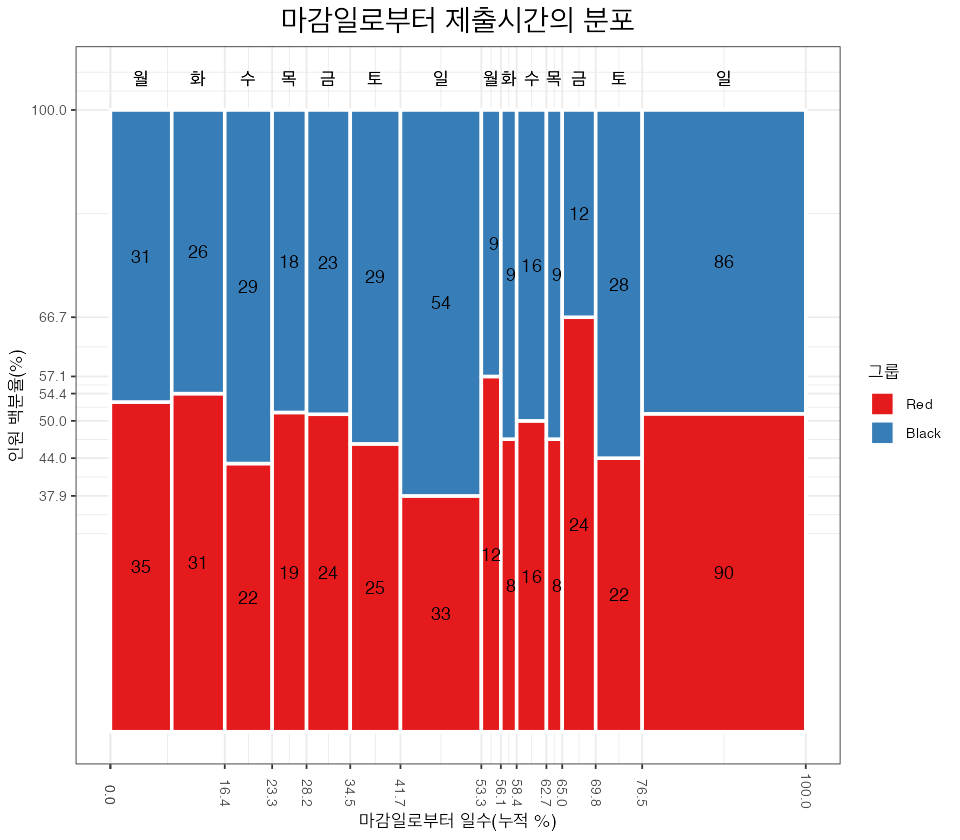 마감일로부터 제출시간의 분포
월 화 수 목 금 토 일 월 화 수 목 금 토 일
100.0
66.7
57.1
54.4
50.0
44.0
37.9
인원 백분율(%)
31 26 29 18 23 29 54 9 9 16 9 12 28 86
35 31 22 19 24 25 33 12 8 16 8 24 22 90
0.0 16.4 23.3 28.2 34.5 41.7 53.3 56.1 58.4 62.7 65.0 69.8 76.5 100.0
마감일로부터 일수(누적 %)
그룹
Red
Black